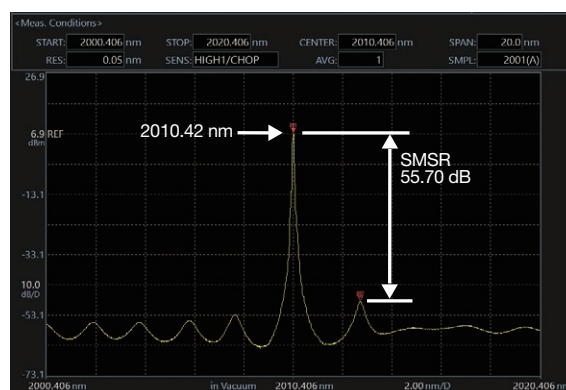 <Meas. Conditions>
START: 2000.406 nm STOP: 2020.406 nm CENTER: 2010.406 nm SPAN: 20.0 nm
RES: 0.05 nm SENS: HIGH1/CHOP AVG: 1 SMPL: 2001(A)
26.9
2010.42 nm
6.9 REF
dBm
SMSR
55.70 dB
-13.1
-33.1
10.0
dB/D
-53.1
-73.1
2000.406 nm in Vacuum 2010.406 nm 2.00 nm/D 2020.406 nm